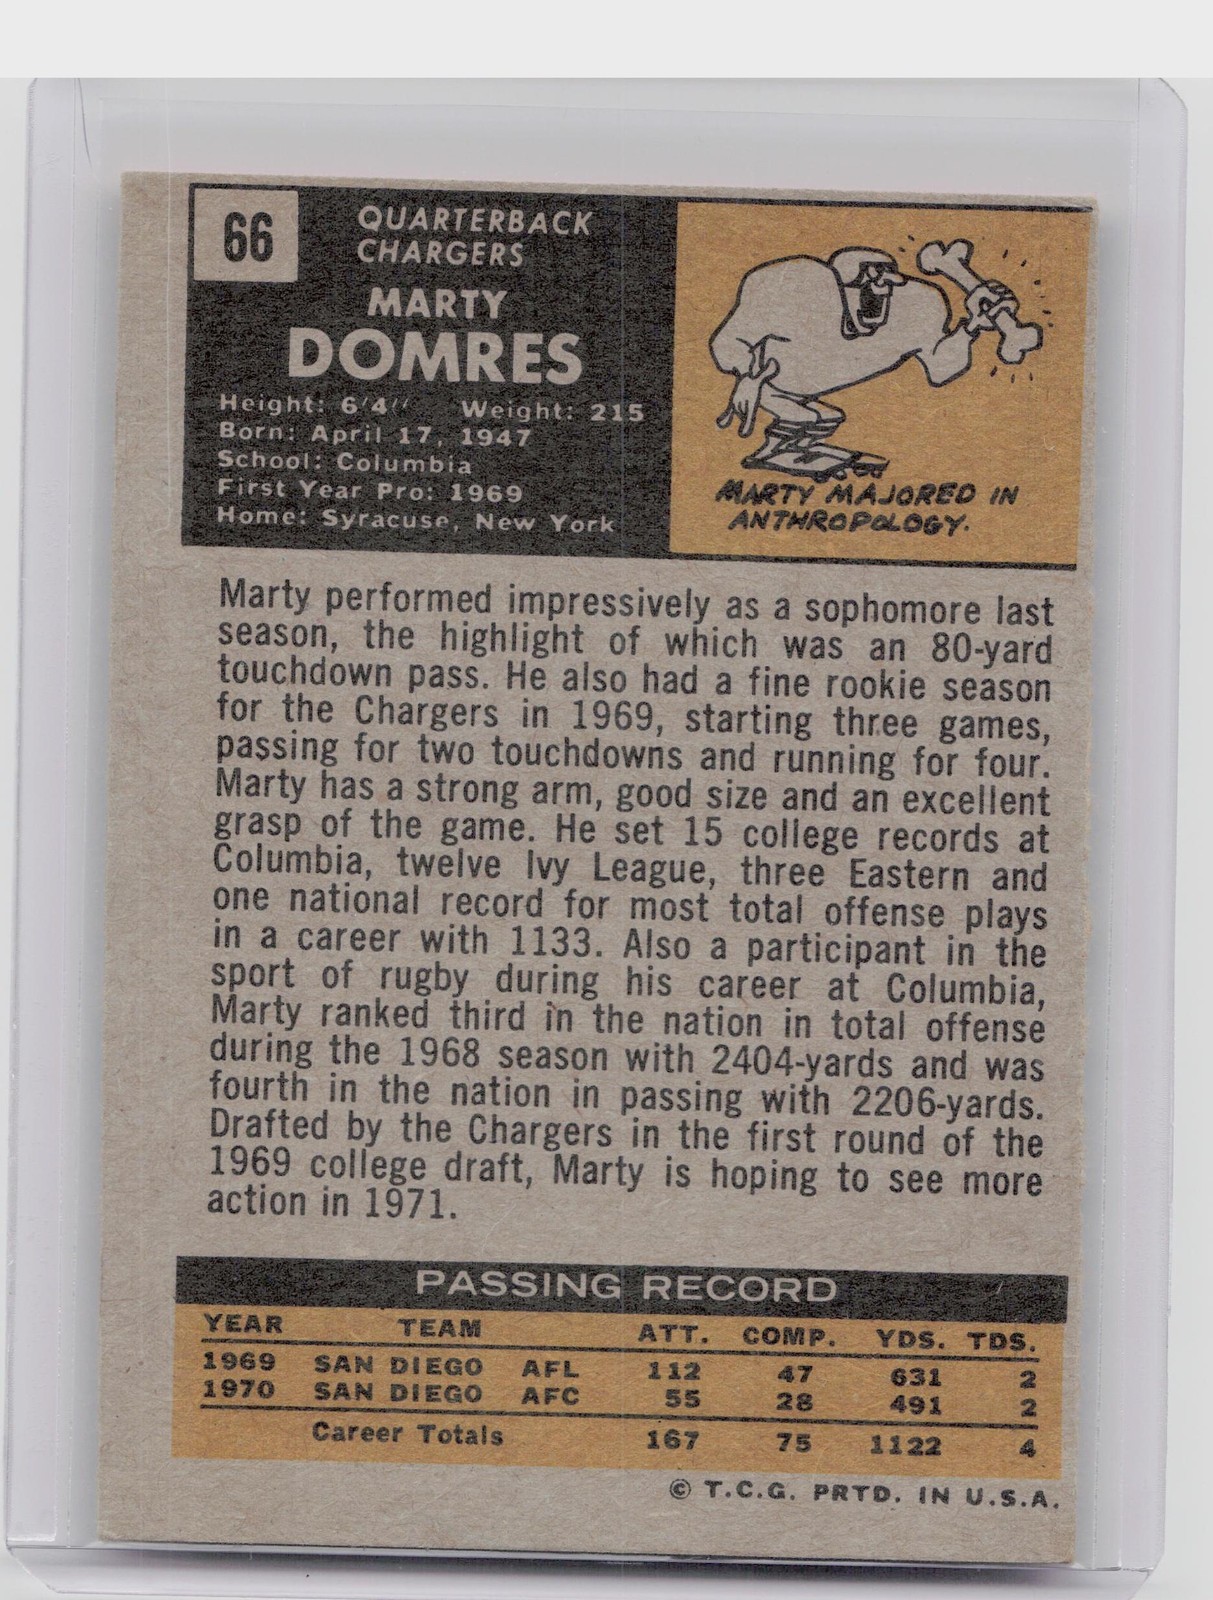 66
QUARTERBACK
CHARGERS
MARTY
DOMRES
Height: 6'4" Weight: 215
Born: April 17, 1947
School: Columbia
First Year Pro: 1969
Home: Syracuse, New York
MARTY MAJORED IN
ANTHROPOLOGY.
Marty performed impressively as a sophomore last
season, the highlight of which was an 80-yard
touchdown pass. He also had a fine rookie season
for the Chargers in 1969, starting three games,
passing for two touchdowns and running for four.
Marty has a strong arm, good size and an excellent
grasp of the game. He set 15 college records at
Columbia, twelve Ivy League, three Eastern and
one national record for most total offense plays
in a career with 1133. Also a participant in the
sport of rugby during his career at Columbia,
Marty ranked third in the nation in total offense
during the 1968 season with 2404-yards and was
fourth in the nation in passing with 2206-yards.
Drafted by the Chargers in the first round of the
1969 college draft, Marty is hoping to see more
action in 1971.
PASSING RECORD
YEAR TEAM ATT. COMP. YDS. TDS.
1969 SAN DIEGO AFL 112 47 631 2
1970 SAN DIEGO AFC 55 28 491 2
Career Totals 167 75 1122 4
© T.C.G. PRTD. IN U.S.A.